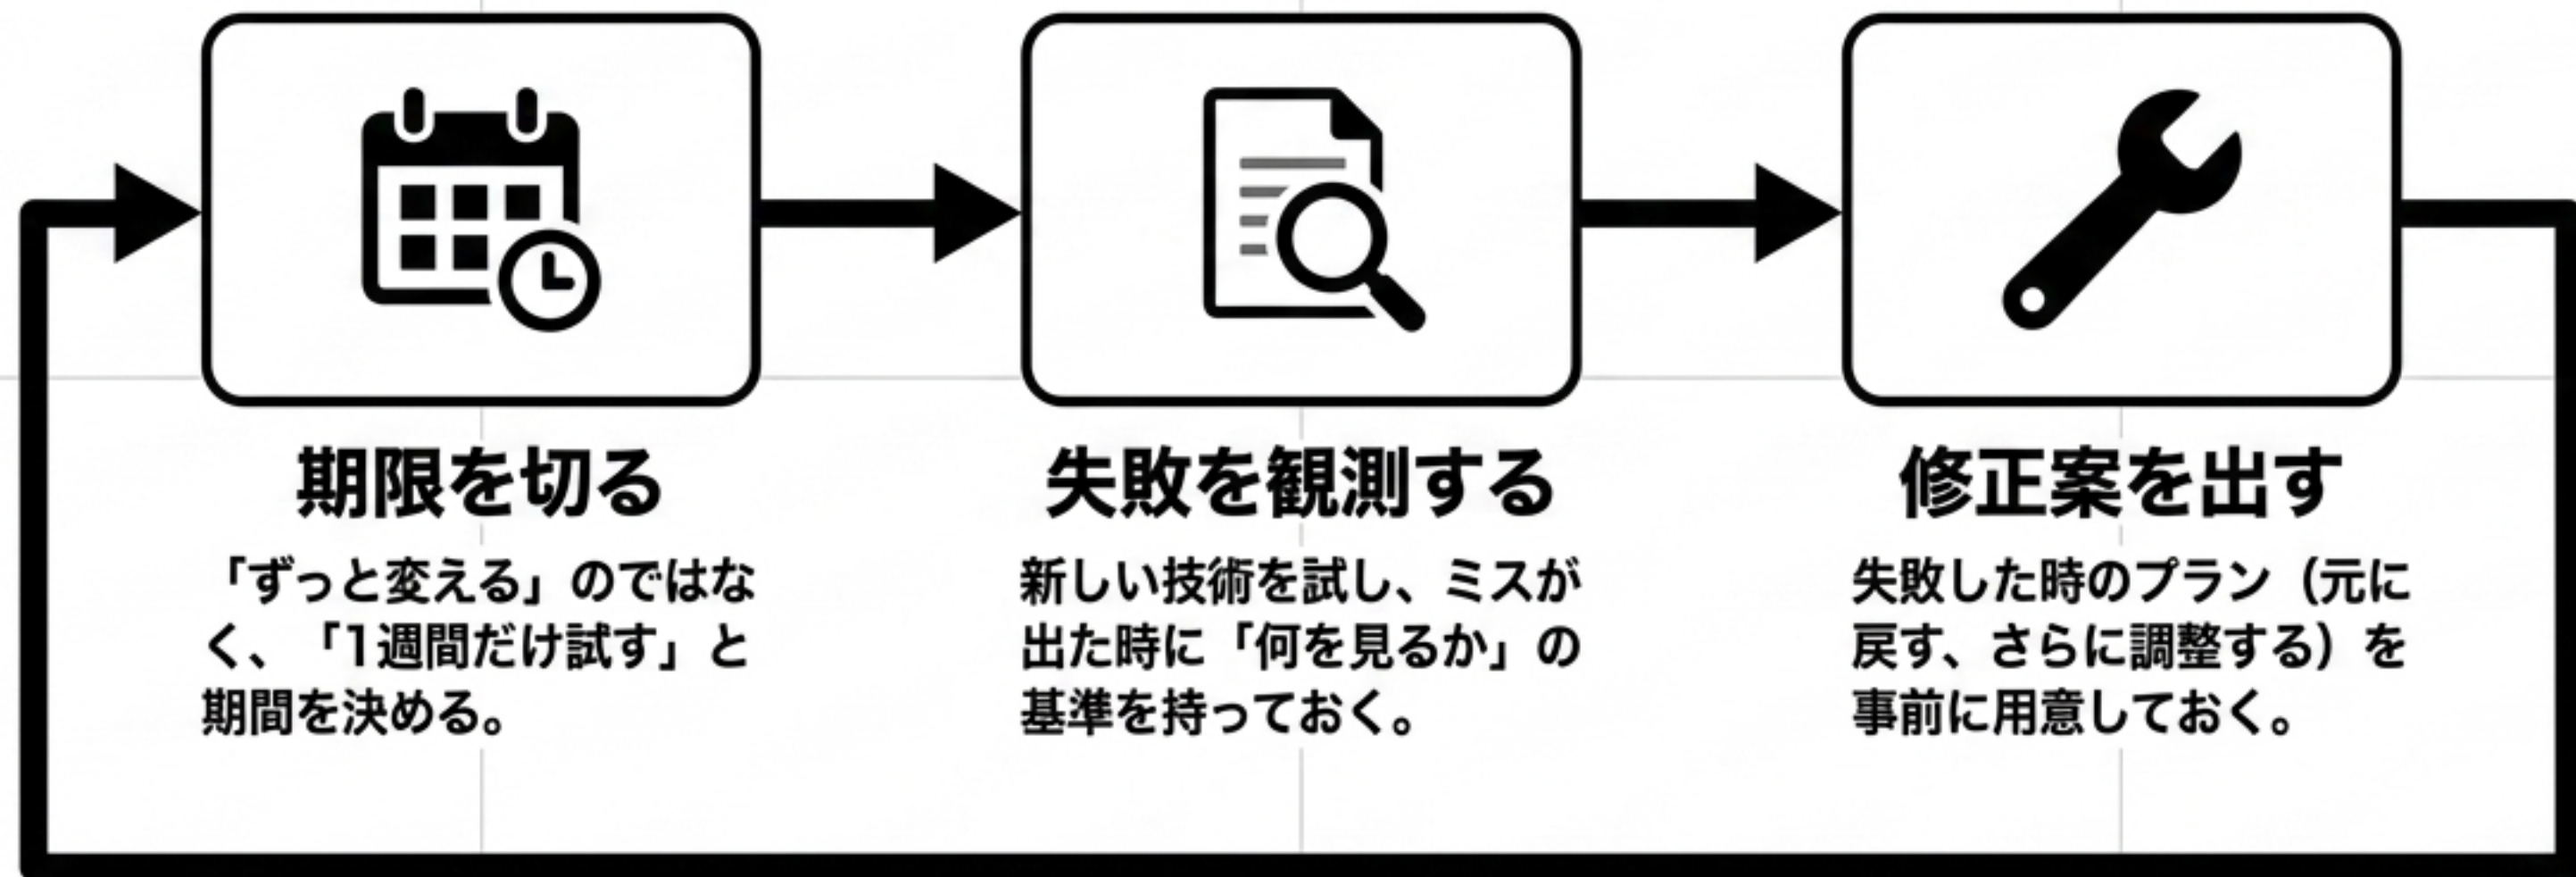 期限を切る
「ずっと変える」のではな
く、「1週間だけ試す」と
期間を決める。
失敗を観測する
新しい技術を試し、ミスが
出た時に「何を見るか」の
基準を持っておく。
修正案を出す
失敗した時のプラン（元に
戻す、さらに調整する）を
事前に用意しておく。